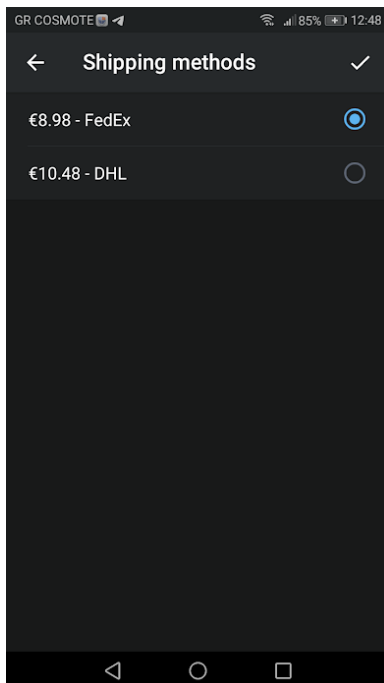 GR COSMOTE 85% 12:48
Shipping methods
€8.98 - FedEx
€10.48 - DHL